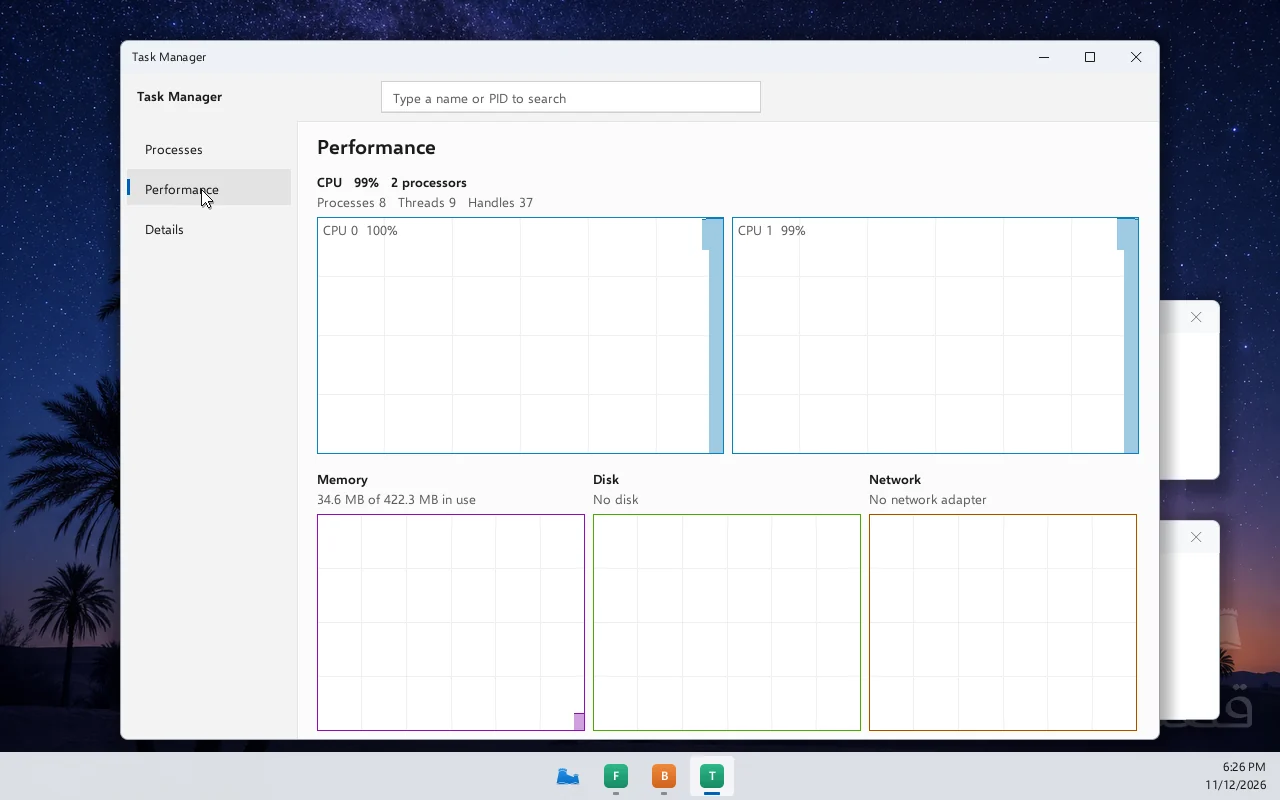 Task Manager
Task Manager
Type a name or PID to search
Processes
Performance
Details
Performance
CPU 99% 2 processors
Processes 8 Threads 9 Handles 37
CPU 0 100%
CPU 1 99%
Memory
34.6 MB of 422.3 MB in use
Disk
No disk
Network
No network adapter
F
B
T
6:26 PM
11/12/2026